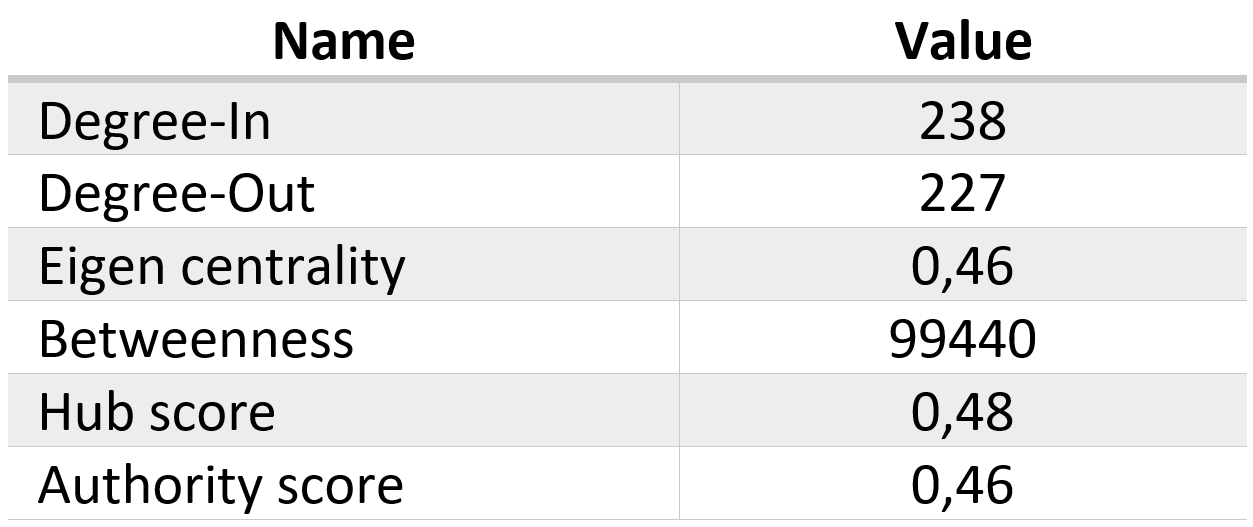 Name Value
Degree-In 238
Degree-Out 227
Eigen centrality 0,46
Betweenness 99440
Hub score 0,48
Authority score 0,46